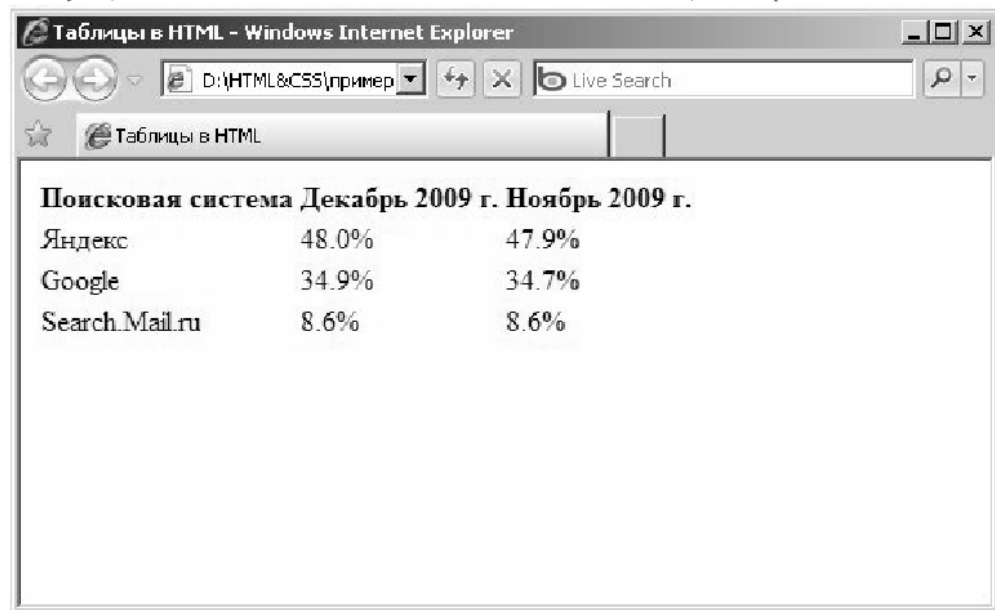 Таблицы в HTML - Windows Internet Explorer
D:\HTML&CSS\пример Live Search
Таблицы в HTML
Поисковая система Декабрь 2009 г. Ноябрь 2009 г.
Яндекс 48.0% 47.9%
Google 34.9% 34.7%
Search.Mail.ru 8.6% 8.6%